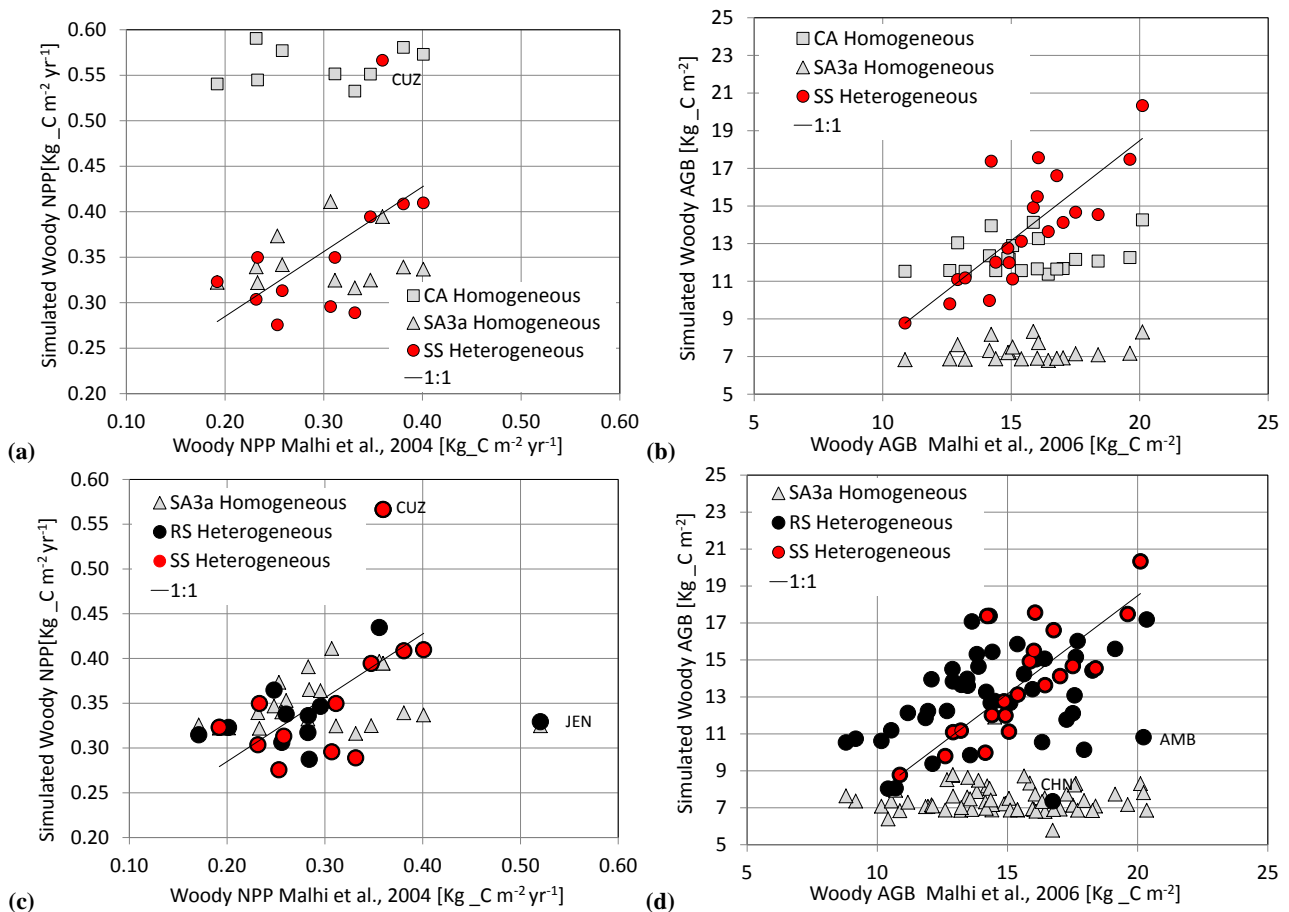 0.60
0.55
0.50
0.45
0.40
0.35
0.30
0.25
0.20
Simulated Woody NPP[Kg_C m-2 yr-1]
CUZ
CA Homogeneous
SA3a Homogeneous
SS Heterogeneous
1:1
0.10 0.20 0.30 0.40 0.50 0.60
Woody NPP Malhi et al., 2004 [Kg_C m-2 yr-1]
(a)
25
23
21
19
17
15
13
11
9
7
5
Simulated Woody AGB [Kg _C m-2]
CA Homogeneous
SA3a Homogeneous
SS Heterogeneous
1:1
5 10 15 20 25
Woody AGB Malhi et al., 2006 [Kg_C m-2]
(b)
0.60
0.55
0.50
0.45
0.40
0.35
0.30
0.25
0.20
Simulated Woody NPP[Kg _C m-2 yr-1]
SA3a Homogeneous
RS Heterogeneous
SS Heterogeneous
1:1
CUZ
JEN
0.10 0.20 0.30 0.40 0.50 0.60
Woody NPP Malhi et al., 2004 [Kg_C m-2 yr-1]
(c)
25
23
21
19
17
15
13
11
9
7
5
Simulated Woody AGB [Kg _C m-2]
SA3a Homogeneous
RS Heterogeneous
SS Heterogeneous
1:1
AMB
CHN
5 10 15 20 25
Woody AGB Malhi et al., 2006 [Kg_C m-2]
(d)